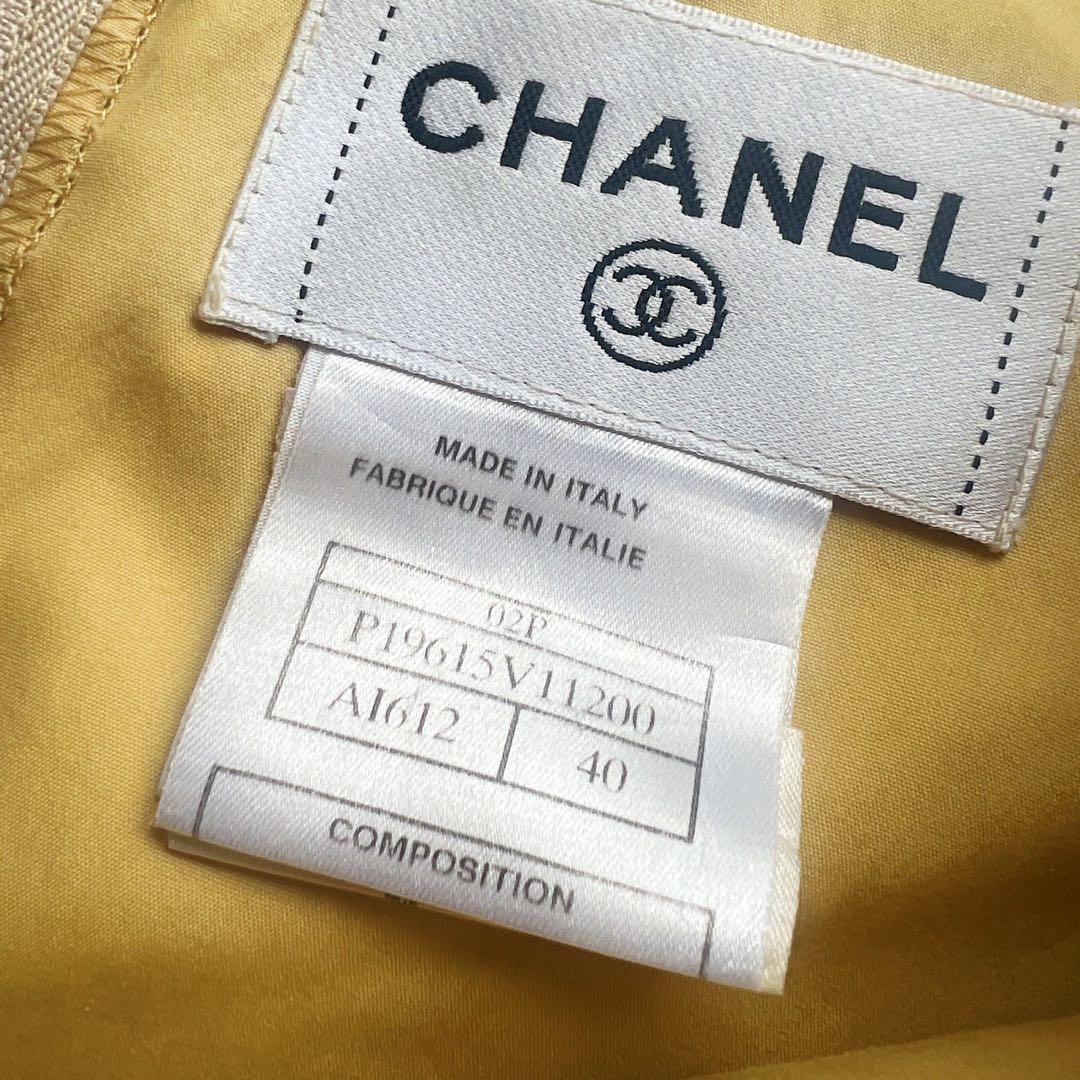 CHANEL
MADE IN ITALY
FABRIQUE EN ITALIE
02P
P19615V11200
AI612
40
COMPOSITION